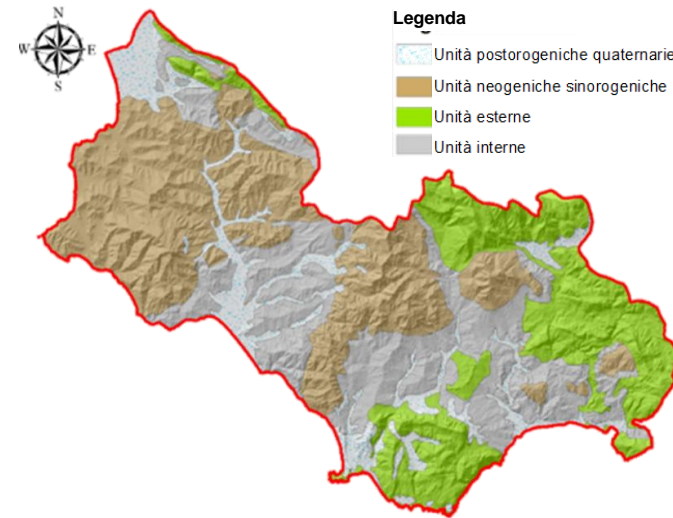 N
W E
S
Legenda
Unità postorogeniche quaternarie
Unità neogeniche sinorogeniche
Unità esterne
Unità interne